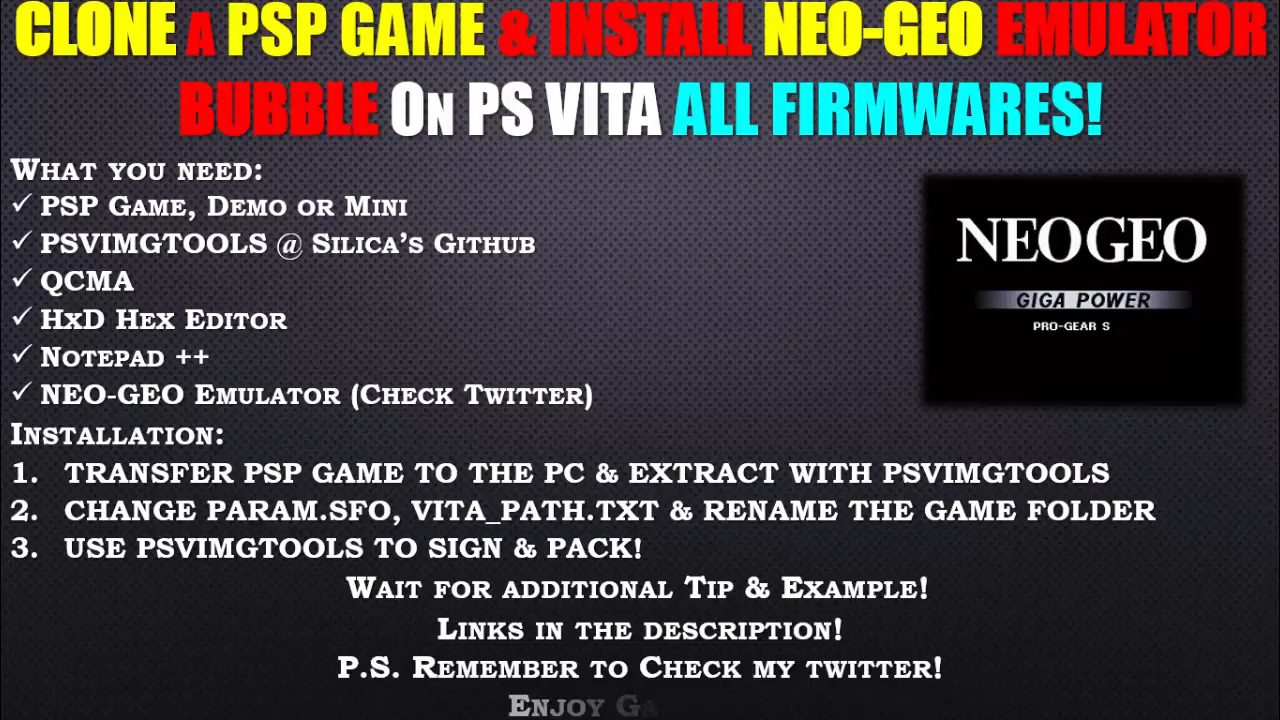 CLONE A PSP GAME & INSTALL NEO-GEO EMULATOR
BUBBLE ON PS VITA ALL FIRMWARES!
WHAT YOU NEED:
✓ PSP GAME, DEMO OR MINI
✓ PSVIMGTOOLS @ SILICA'S GITHUB
✓ QCMA
✓ HXD HEX EDITOR
✓ NOTEPAD ++
✓ NEO-GEO EMULATOR (CHECK TWITTER)
NEOGEO
GIGA POWER
PRO-GEAR S
INSTALLATION:
1. TRANSFER PSP GAME TO THE PC & EXTRACT WITH PSVIMGTOOLS
2. CHANGE PARAM.SFO, VITA_PATH.TXT & RENAME THE GAME FOLDER
3. USE PSVIMGTOOLS TO SIGN & PACK!
WAIT FOR ADDITIONAL TIP & EXAMPLE!
LINKS IN THE DESCRIPTION!
P.S. REMEMBER TO CHECK MY TWITTER!
ENJOY